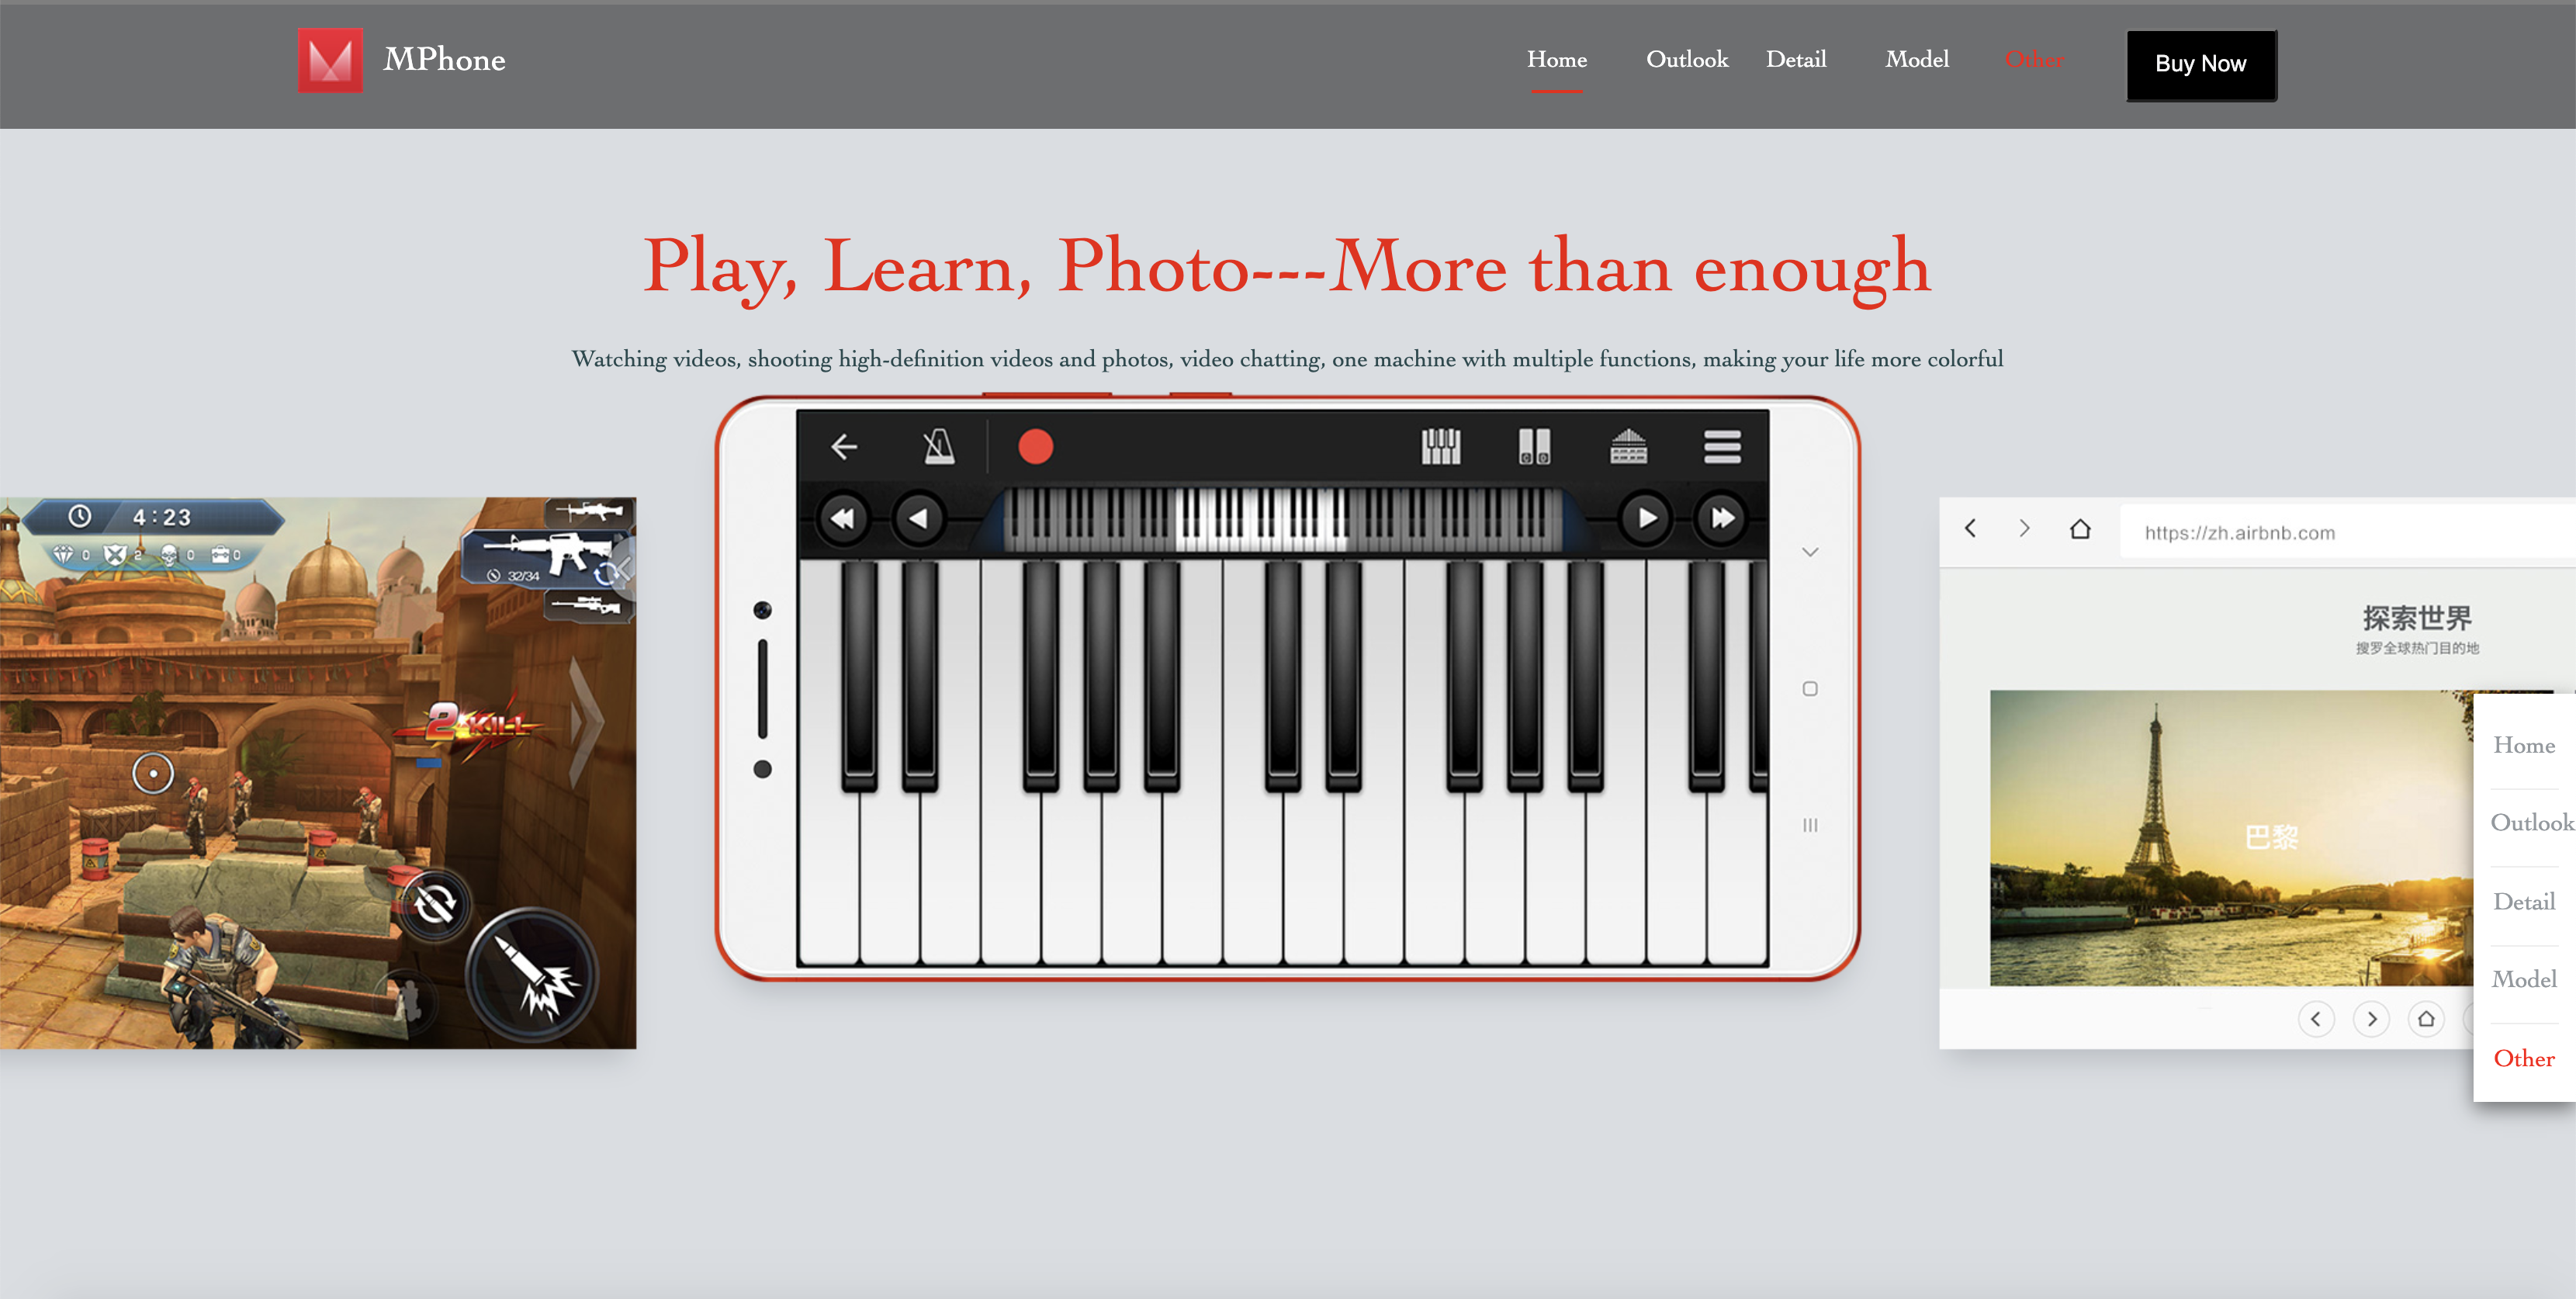 MPhone
Home Outlook Detail Model Other Buy Now
Play, Learn, Photo---More than enough
Watching videos, shooting high-definition videos and photos, video chatting, one machine with multiple functions, making your life more colorful
4:23
0 2 0 0
32/34
2 KILL
https://zh.airbnb.com
探索世界
搜罗全球热门目的地
巴黎
Home
Outlook
Detail
Model
Other